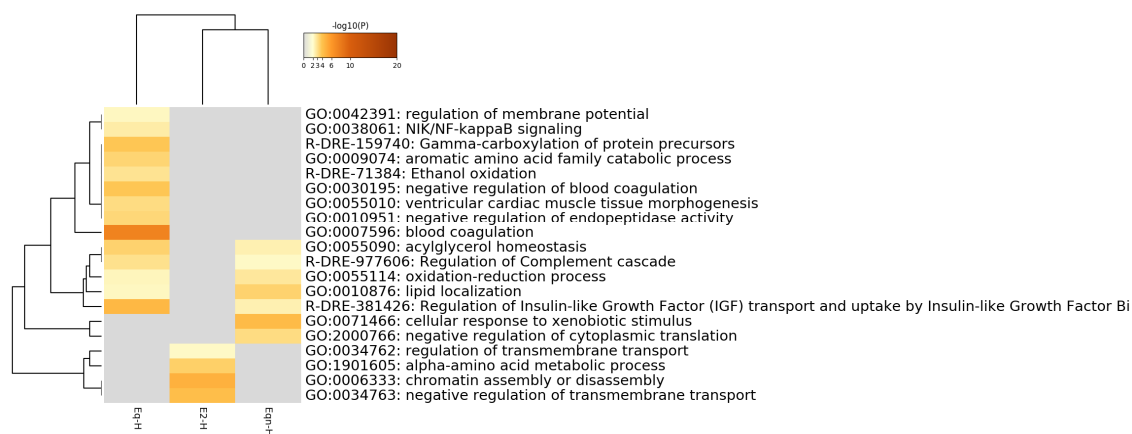 -log10(P)
0 2 3 4 6 10 20
GO:0042391: regulation of membrane potential
GO:0038061: NIK/NF-kappaB signaling
R-DRE-159740: Gamma-carboxylation of protein precursors
GO:0009074: aromatic amino acid family catabolic process
R-DRE-71384: Ethanol oxidation
GO:0030195: negative regulation of blood coagulation
GO:0055010: ventricular cardiac muscle tissue morphogenesis
GO:0010951: negative regulation of endopeptidase activity
GO:0007596: blood coagulation
GO:0055090: acylglycerol homeostasis
R-DRE-977606: Regulation of Complement cascade
GO:0055114: oxidation-reduction process
GO:0010876: lipid localization
R-DRE-381426: Regulation of Insulin-like Growth Factor (IGF) transport and uptake by Insulin-like Growth Factor Bi
GO:0071466: cellular response to xenobiotic stimulus
GO:2000766: negative regulation of cytoplasmic translation
GO:0034762: regulation of transmembrane transport
GO:1901605: alpha-amino acid metabolic process
GO:0006333: chromatin assembly or disassembly
GO:0034763: negative regulation of transmembrane transport
Eq-H
E2-H
Eqn-H